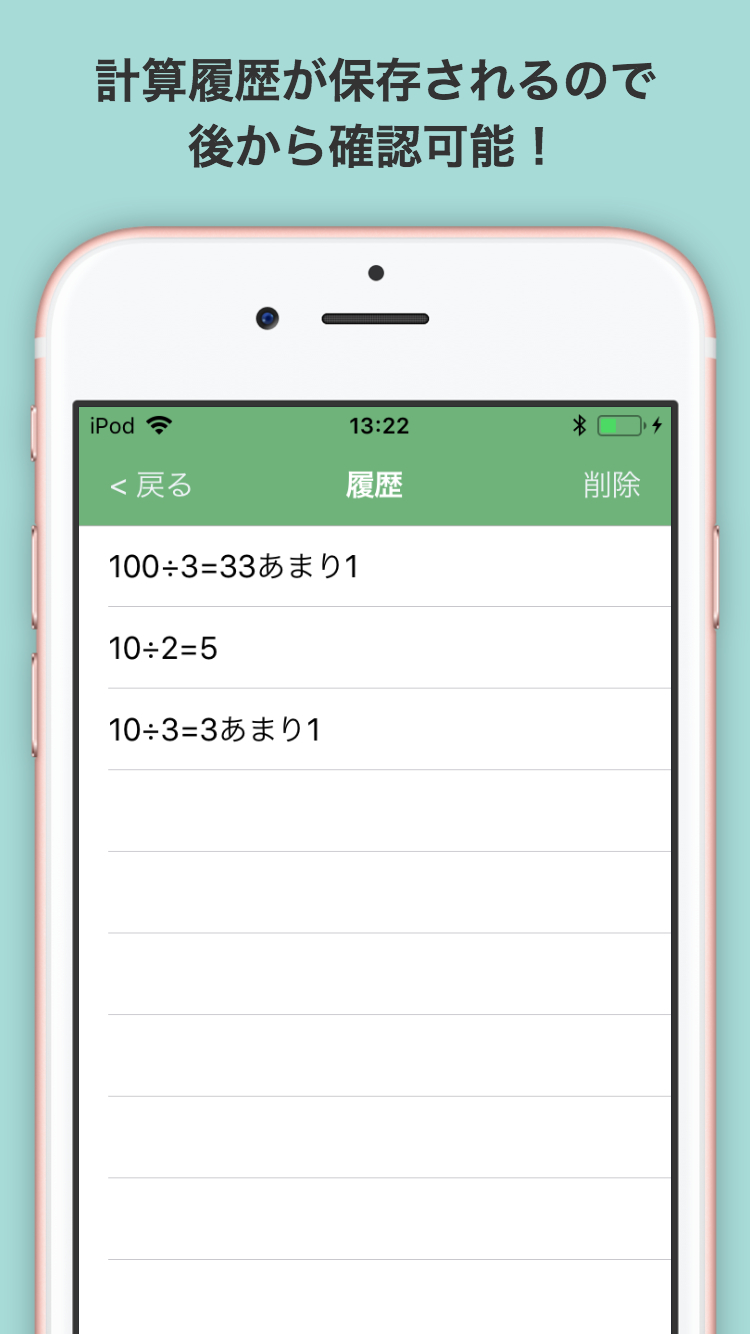 計算履歴が保存されるので
後から確認可能！
iPod 13:22
< 戻る 履歴 削除
100÷3=33あまり1
10÷2=5
10÷3=3あまり1